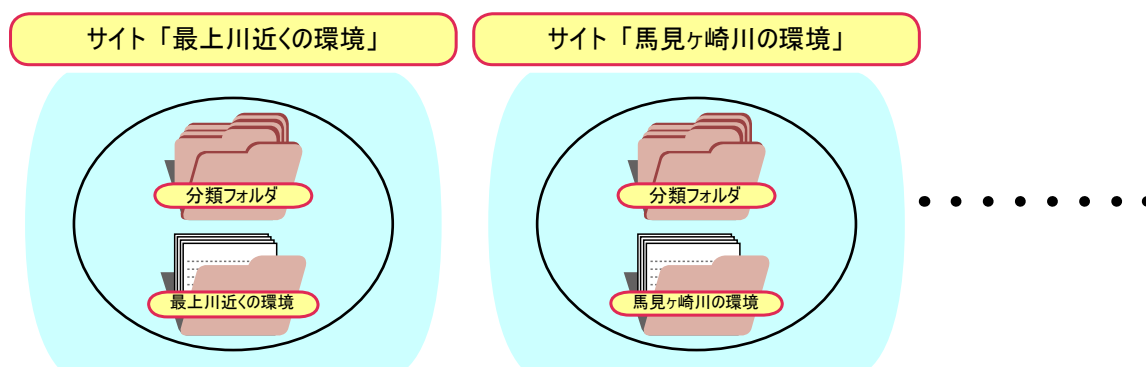 サイト「最上川近くの環境」
サイト「馬見ヶ崎川の環境」
分類フォルダ
分類フォルダ
最上川近くの環境
馬見ヶ崎川の環境